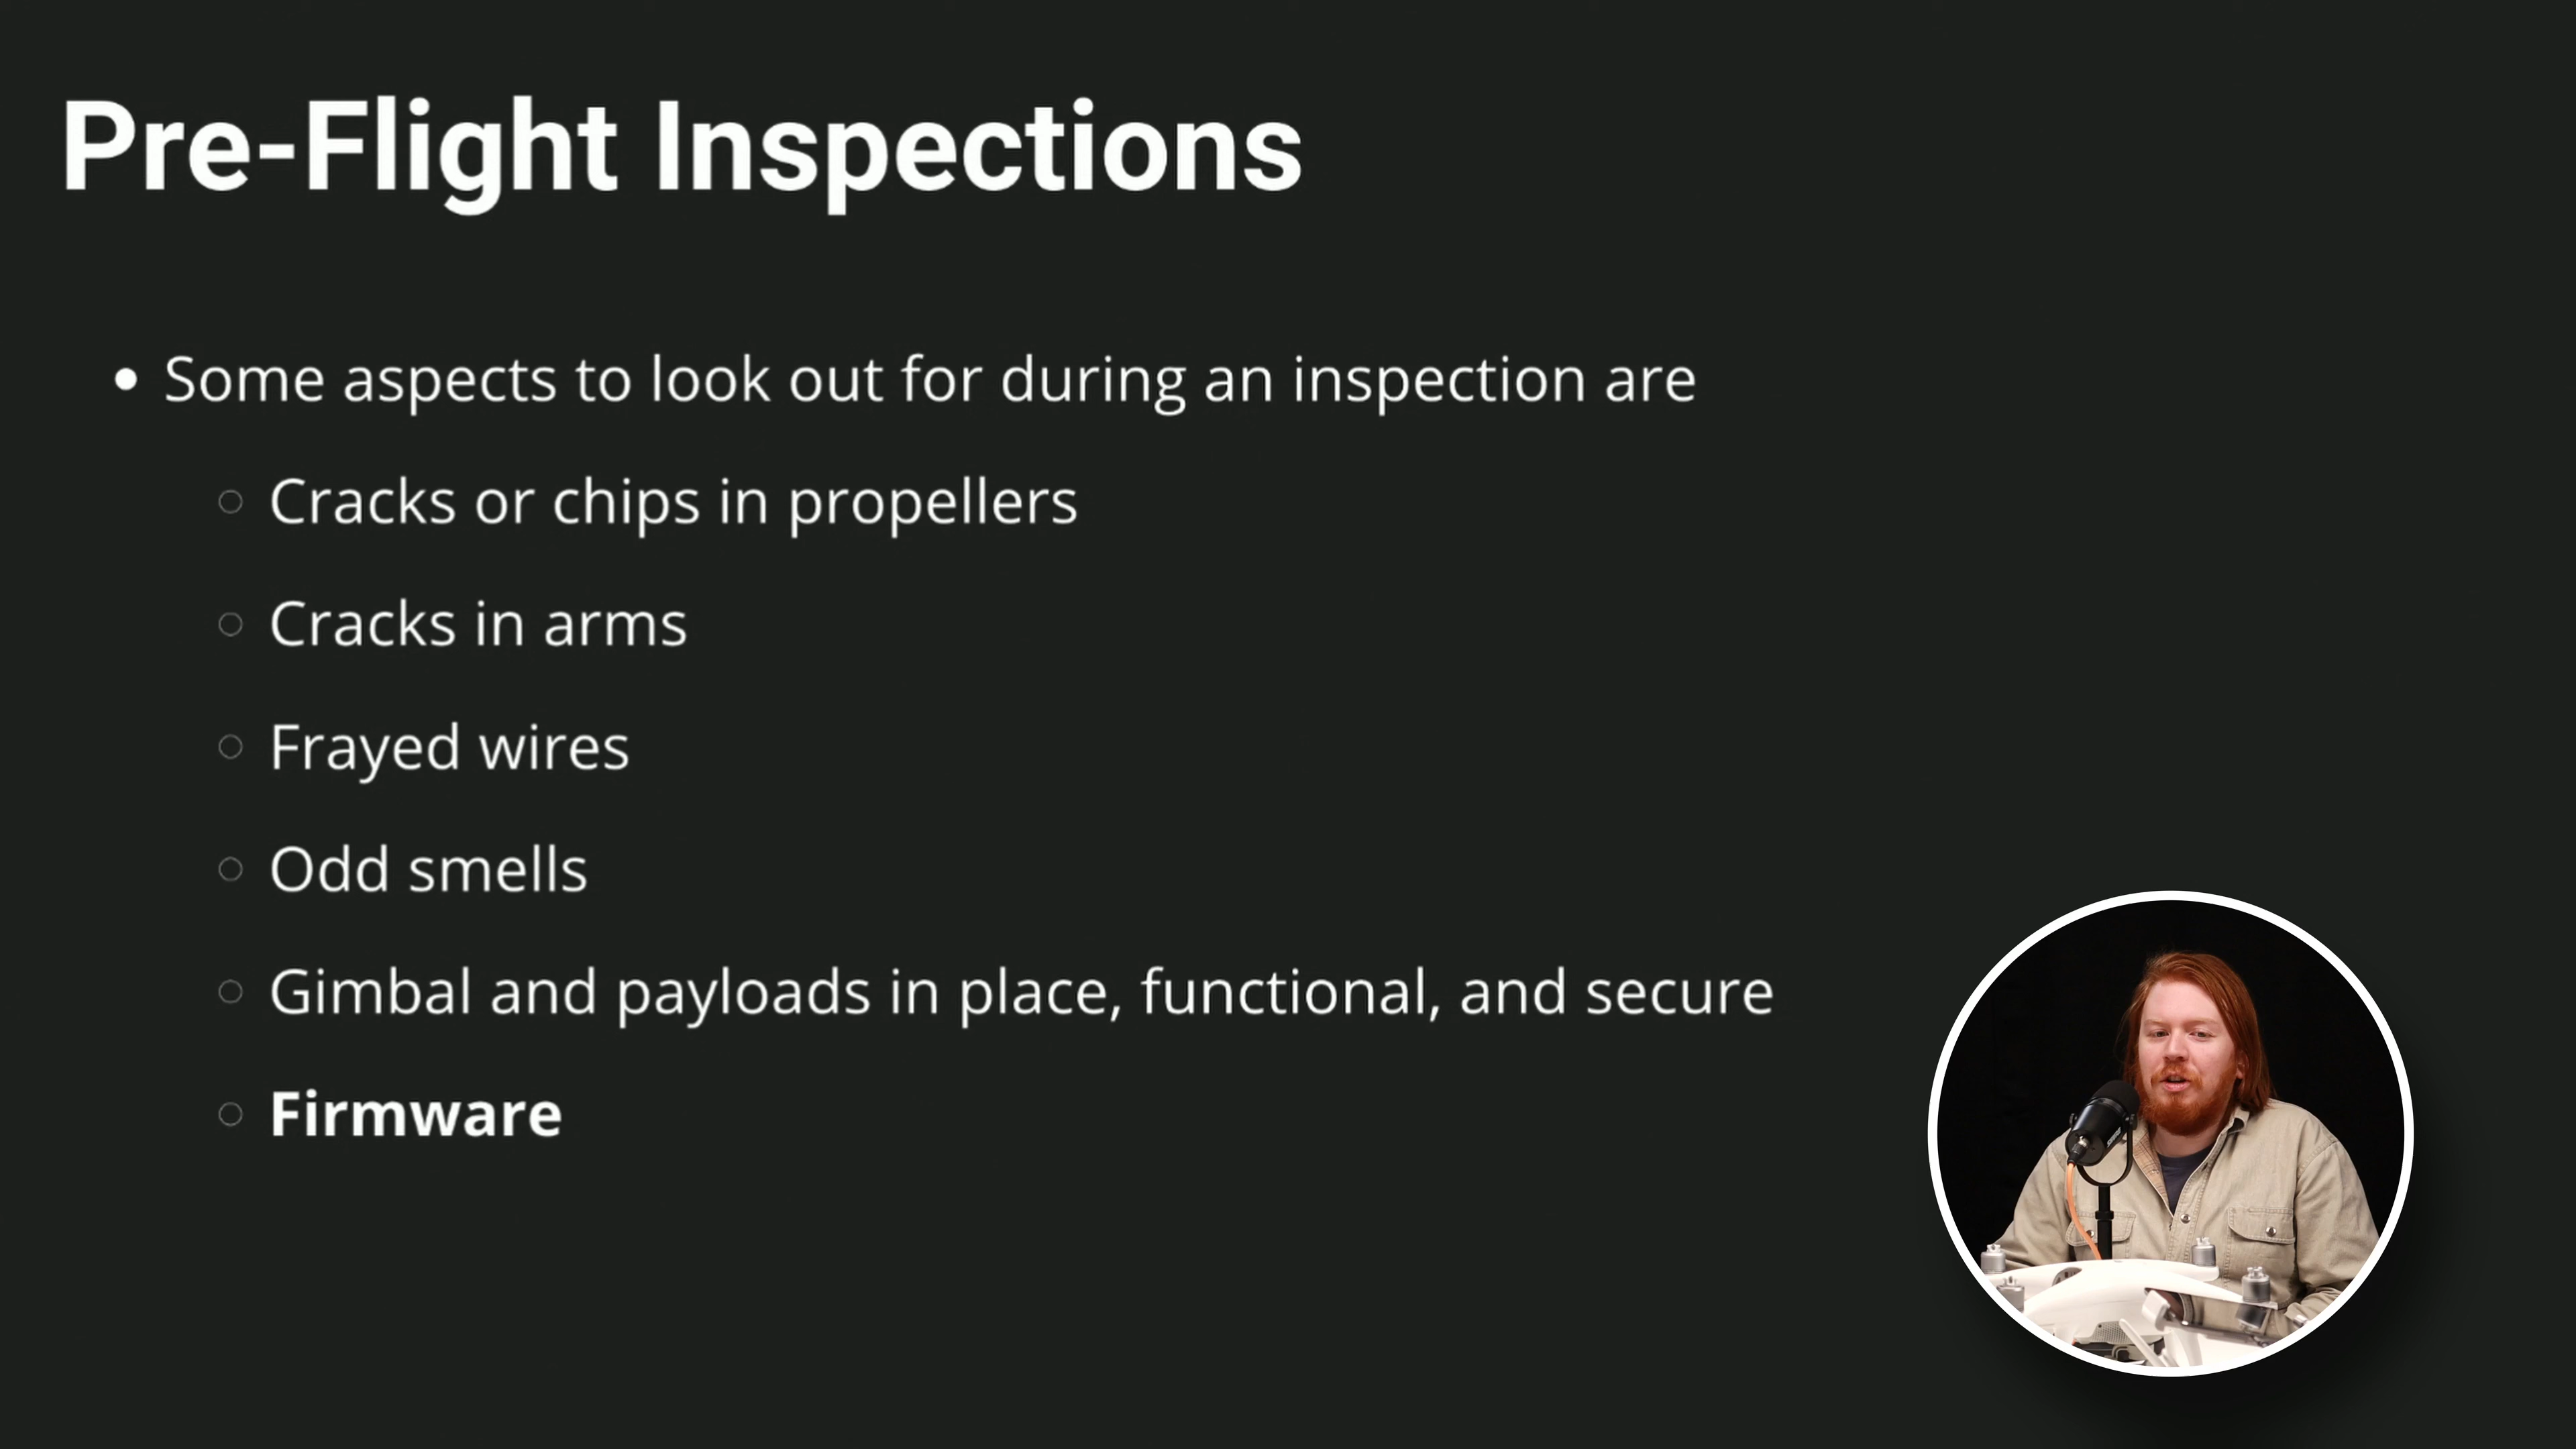 Pre-Flight Inspections
Some aspects to look out for during an inspection are
Cracks or chips in propellers
Cracks in arms
Frayed wires
Odd smells
Gimbal and payloads in place, functional, and secure
Firmware